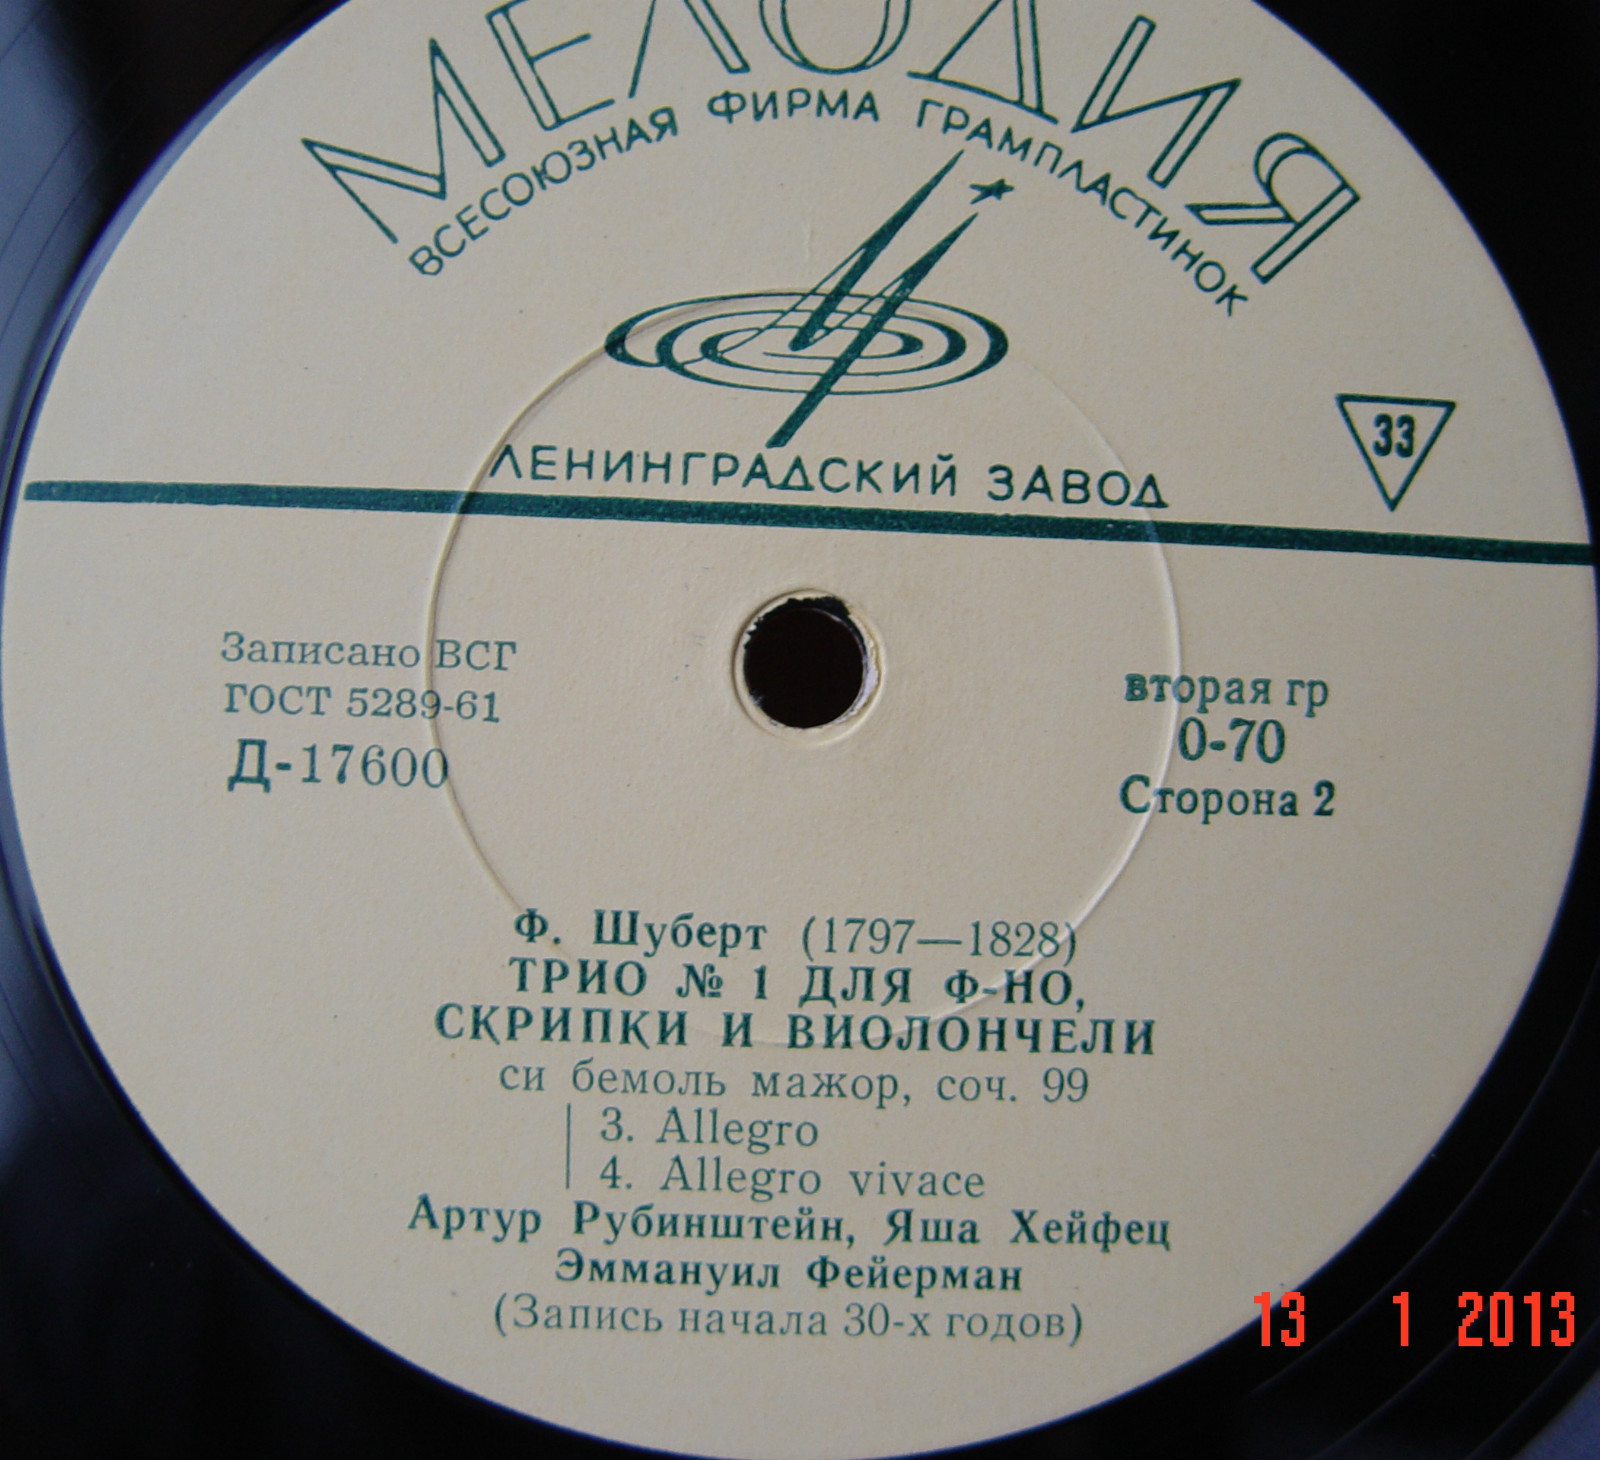 МЕЛОДИЯ
ВСЕСОЮЗНАЯ ФИРМА ГРАМПЛАСТИНОК
ЛЕНИНГРАДСКИЙ ЗАВОД
33
Записано ВСГ
ГОСТ 5289-61
Д-17600
вторая гр
0-70
Сторона 2
Ф. Шуберт (1797—1828)
ТРИО № 1 ДЛЯ Ф-НО,
СКРИПКИ И ВИОЛОНЧЕЛИ
си бемоль мажор, соч. 99
3. Allegro
4. Allegro vivace
Артур Рубинштейн, Яша Хейфец
Эммануил Фейерман
(Запись начала 30-х годов)
13 1 2013